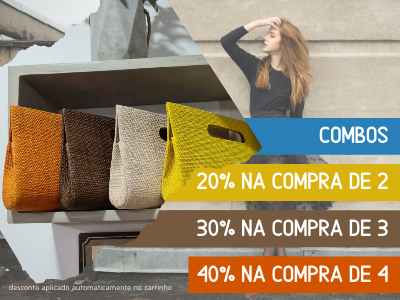 COMBOS
20% NA COMPRA DE 2
30% NA COMPRA DE 3
40% NA COMPRA DE 4
desconto aplicado automaticamente no carrinho